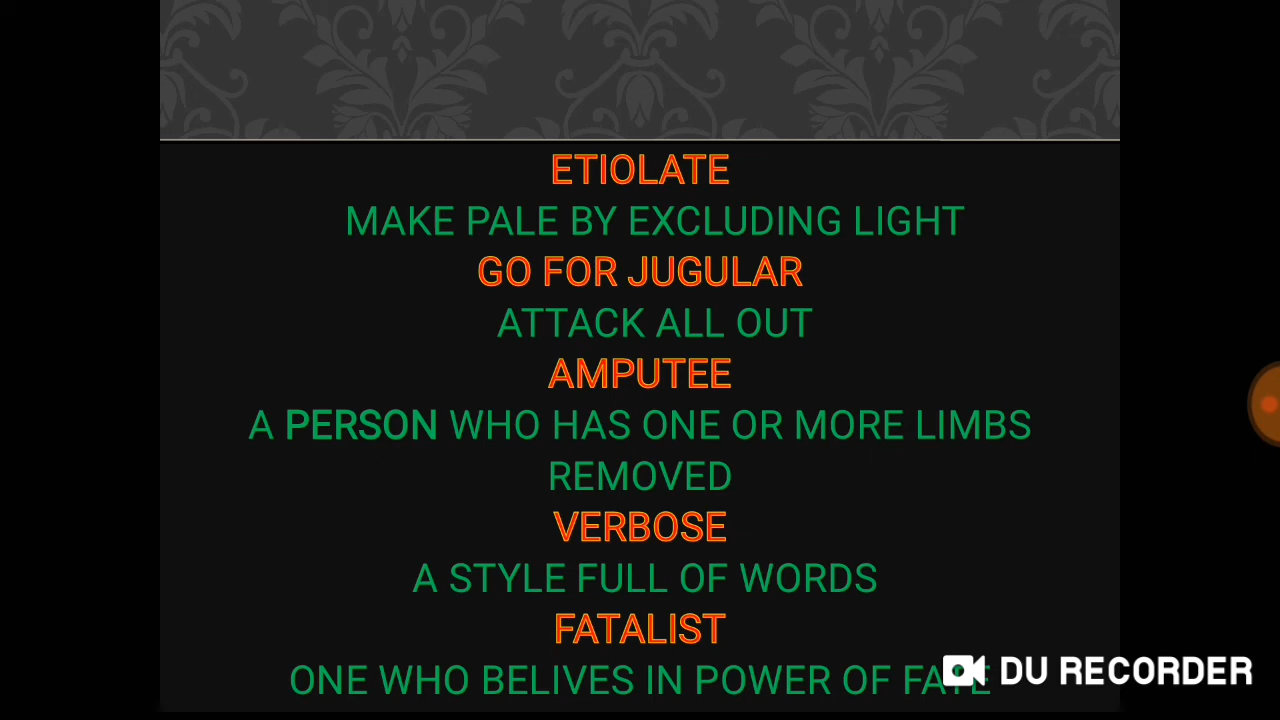 ETIOLATE
MAKE PALE BY EXCLUDING LIGHT
GO FOR JUGULAR
ATTACK ALL OUT
AMPUTEE
A PERSON WHO HAS ONE OR MORE LIMBS
REMOVED
VERBOSE
A STYLE FULL OF WORDS
FATALIST
ONE WHO BELIVES IN POWER OF FATE
DU RECORDER